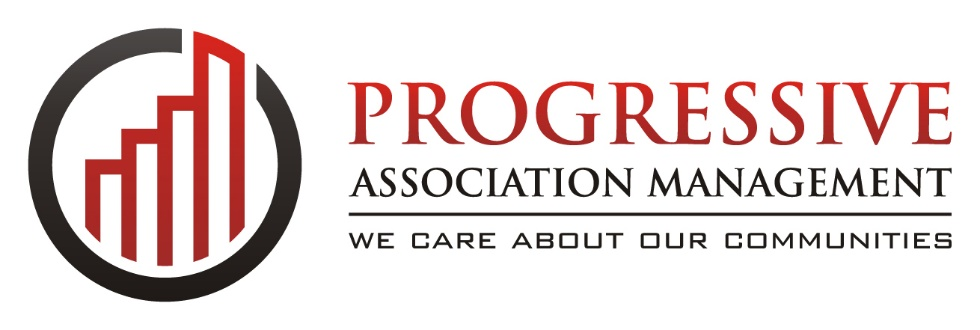 PROGRESSIVE
ASSOCIATION MANAGEMENT
WE CARE ABOUT OUR COMMUNITIES